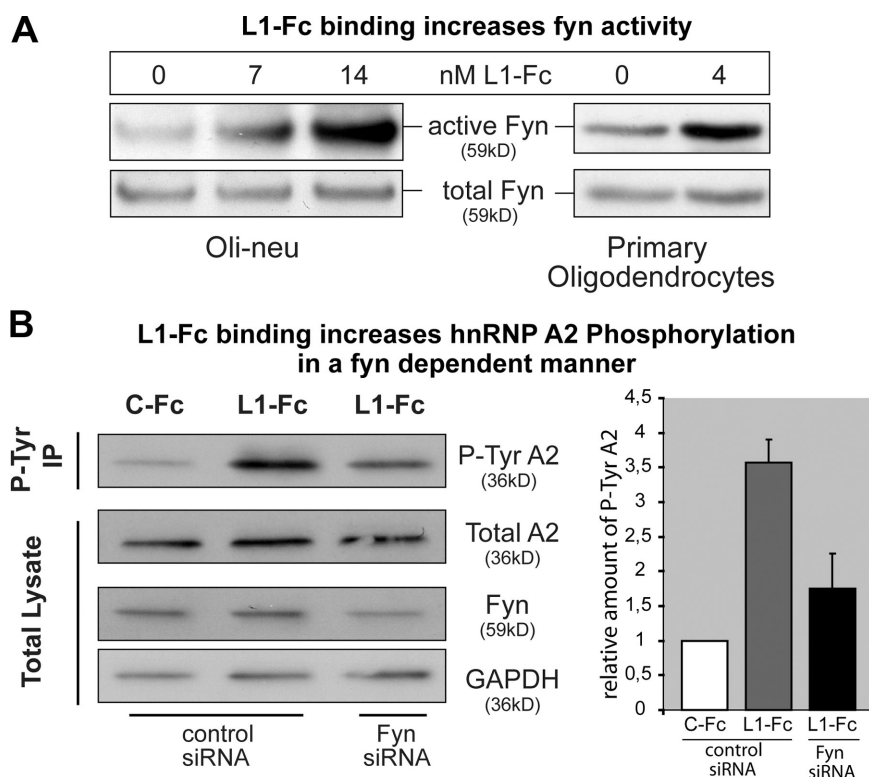 A
L1-Fc binding increases fyn activity
0 7 14 nM L1-Fc 0 4
active Fyn
(59kD)
total Fyn
(59kD)
Oli-neu
Primary
Oligodendrocytes
B
L1-Fc binding increases hnRNP A2 Phosphorylation
in a fyn dependent manner
C-Fc L1-Fc L1-Fc
P-Tyr
IP
P-Tyr A2
(36kD)
Total Lysate
Total A2
(36kD)
Fyn
(59kD)
GAPDH
(36kD)
control
siRNA
Fyn
siRNA
relative amount of P-Tyr A2
4,5
4
3,5
3
2,5
2
1,5
1
0,5
0
C-Fc L1-Fc L1-Fc
control
siRNA
Fyn
siRNA